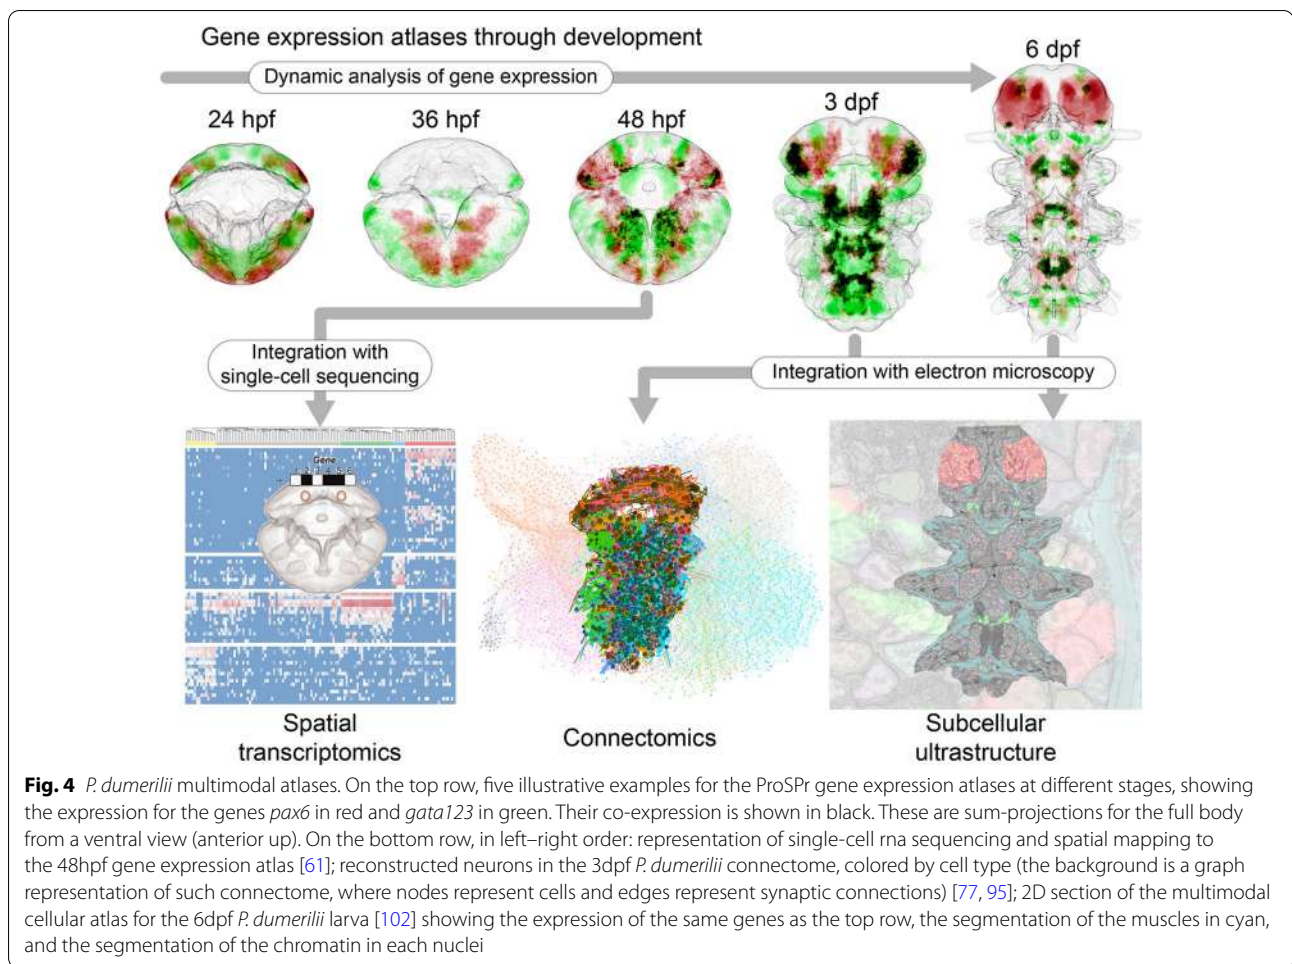 Gene expression atlases through development
Dynamic analysis of gene expression
6 dpf
24 hpf
36 hpf
48 hpf
3 dpf
Integration with
single-cell sequencing
Integration with electron microscopy
Gene
Spatial
transcriptomics
Connectomics
Subcellular
ultrastructure
Fig. 4 P. dumerilii multimodal atlases. On the top row, five illustrative examples for the ProSPr gene expression atlases at different stages, showing
the expression for the genes pax6 in red and gata123 in green. Their co-expression is shown in black. These are sum-projections for the full body
from a ventral view (anterior up). On the bottom row, in left–right order: representation of single-cell rna sequencing and spatial mapping to
the 48hpf gene expression atlas [61]; reconstructed neurons in the 3dpf P. dumerilii connectome, colored by cell type (the background is a graph
representation of such connectome, where nodes represent cells and edges represent synaptic connections) [77, 95]; 2D section of the multimodal
cellular atlas for the 6dpf P. dumerilii larva [102] showing the expression of the same genes as the top row, the segmentation of the muscles in cyan,
and the segmentation of the chromatin in each nuclei